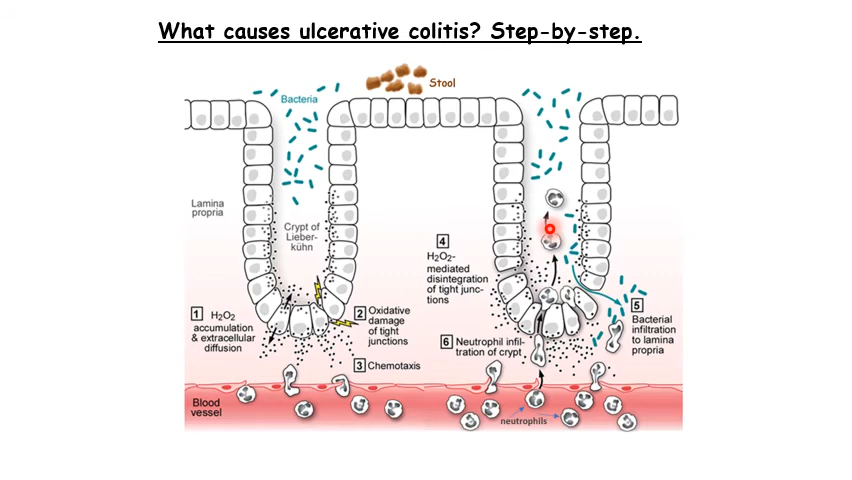 What causes ulcerative colitis? Step-by-step.
Stool
Bacteria
Lamina
propria
Crypt of
Lieber-
kühn
1 H₂O₂
accumulation
& extracellular
diffusion
2 Oxidative
damage
of tight
junctions
3 Chemotaxis
4
H₂O₂-
mediated
disintegration
of tight junc-
tions
5
Bacterial
infiltration
to lamina
propria
6 Neutrophil infil-
tration of crypt
Blood
vessel
neutrophils